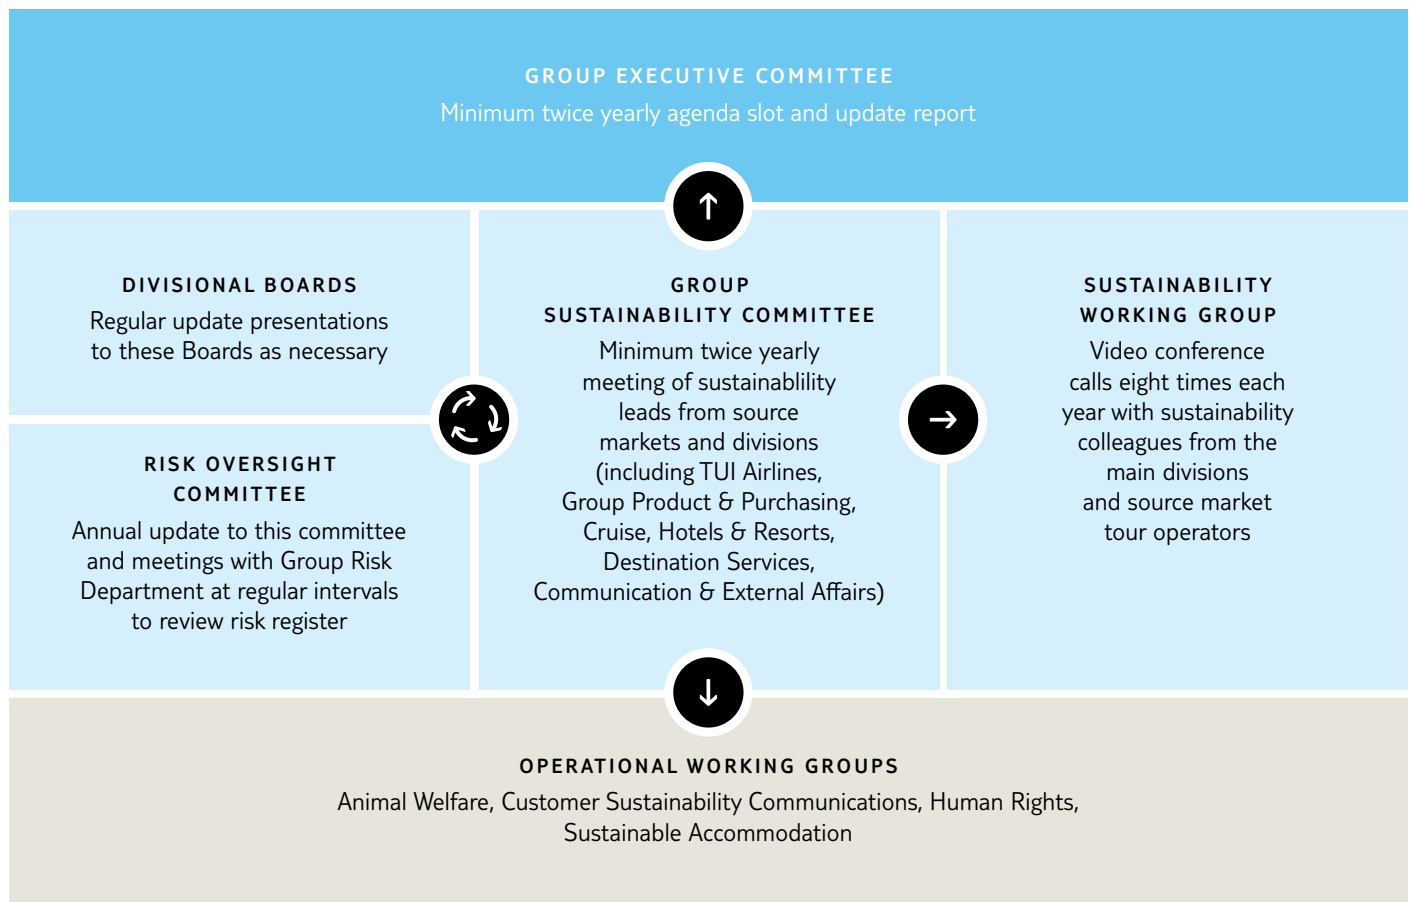 GROUP EXECUTIVE COMMITTEE
Minimum twice yearly agenda slot and update report
DIVISIONAL BOARDS
Regular update presentations
to these Boards as necessary
RISK OVERSIGHT
COMMITTEE
Annual update to this committee
and meetings with Group Risk
Department at regular intervals
to review risk register
GROUP
SUSTAINABILITY COMMITTEE
Minimum twice yearly
meeting of sustainablility
leads from source
markets and divisions
(including TUI Airlines,
Group Product & Purchasing,
Cruise, Hotels & Resorts,
Destination Services,
Communication & External Affairs)
SUSTAINABILITY
WORKING GROUP
Video conference
calls eight times each
year with sustainability
colleagues from the
main divisions
and source market
tour operators
OPERATIONAL WORKING GROUPS
Animal Welfare, Customer Sustainability Communications, Human Rights,
Sustainable Accommodation